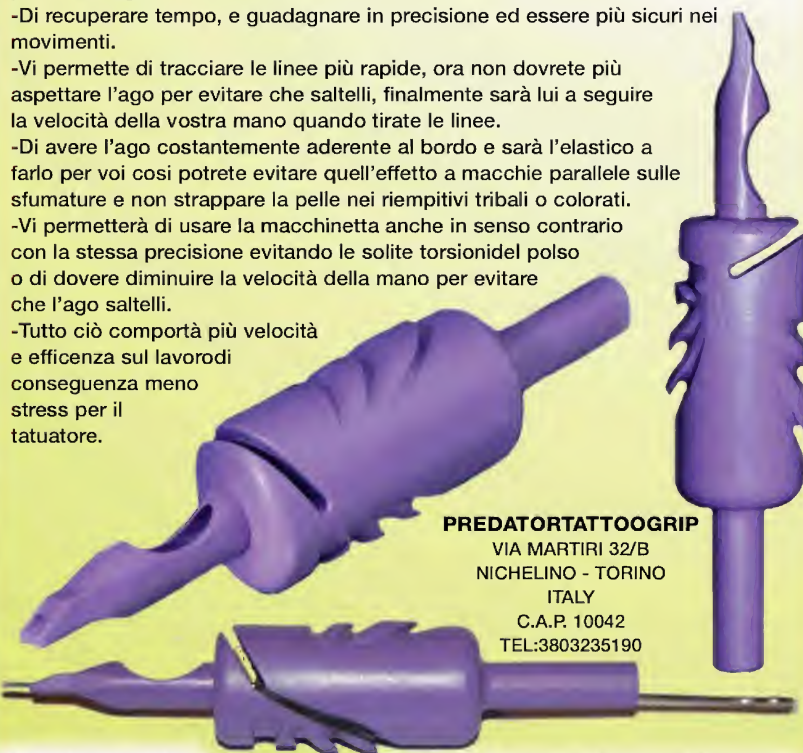 -Di recuperare tempo, e guadagnare in precisione ed essere più sicuri nei
movimenti.
-Vi permette di tracciare le linee più rapide, ora non dovrete più
aspettare l'ago per evitare che saltelli, finalmente sarà lui a seguire
la velocità della vostra mano quando tirate le linee.
-Di avere l'ago costantemente aderente al bordo e sarà l'elastico a
farlo per voi cosi potrete evitare quell'effetto a macchie parallele sulle
sfumature e non strappare la pelle nei riempitivi tribali o colorati.
-Vi permetterà di usare la macchinetta anche in senso contrario
con la stessa precisione evitando le solite torsionidel polso
o di dovere diminuire la velocità della mano per evitare
che l'ago saltelli.
-Tutto ciò comportà più velocità
e efficenza sul lavorodi
conseguenza meno
stress per il
tatuatore.
PREDATORTATTOOGRIP
VIA MARTIRI 32/B
NICHELINO - TORINO
ITALY
C.A.P. 10042
TEL:3803235190